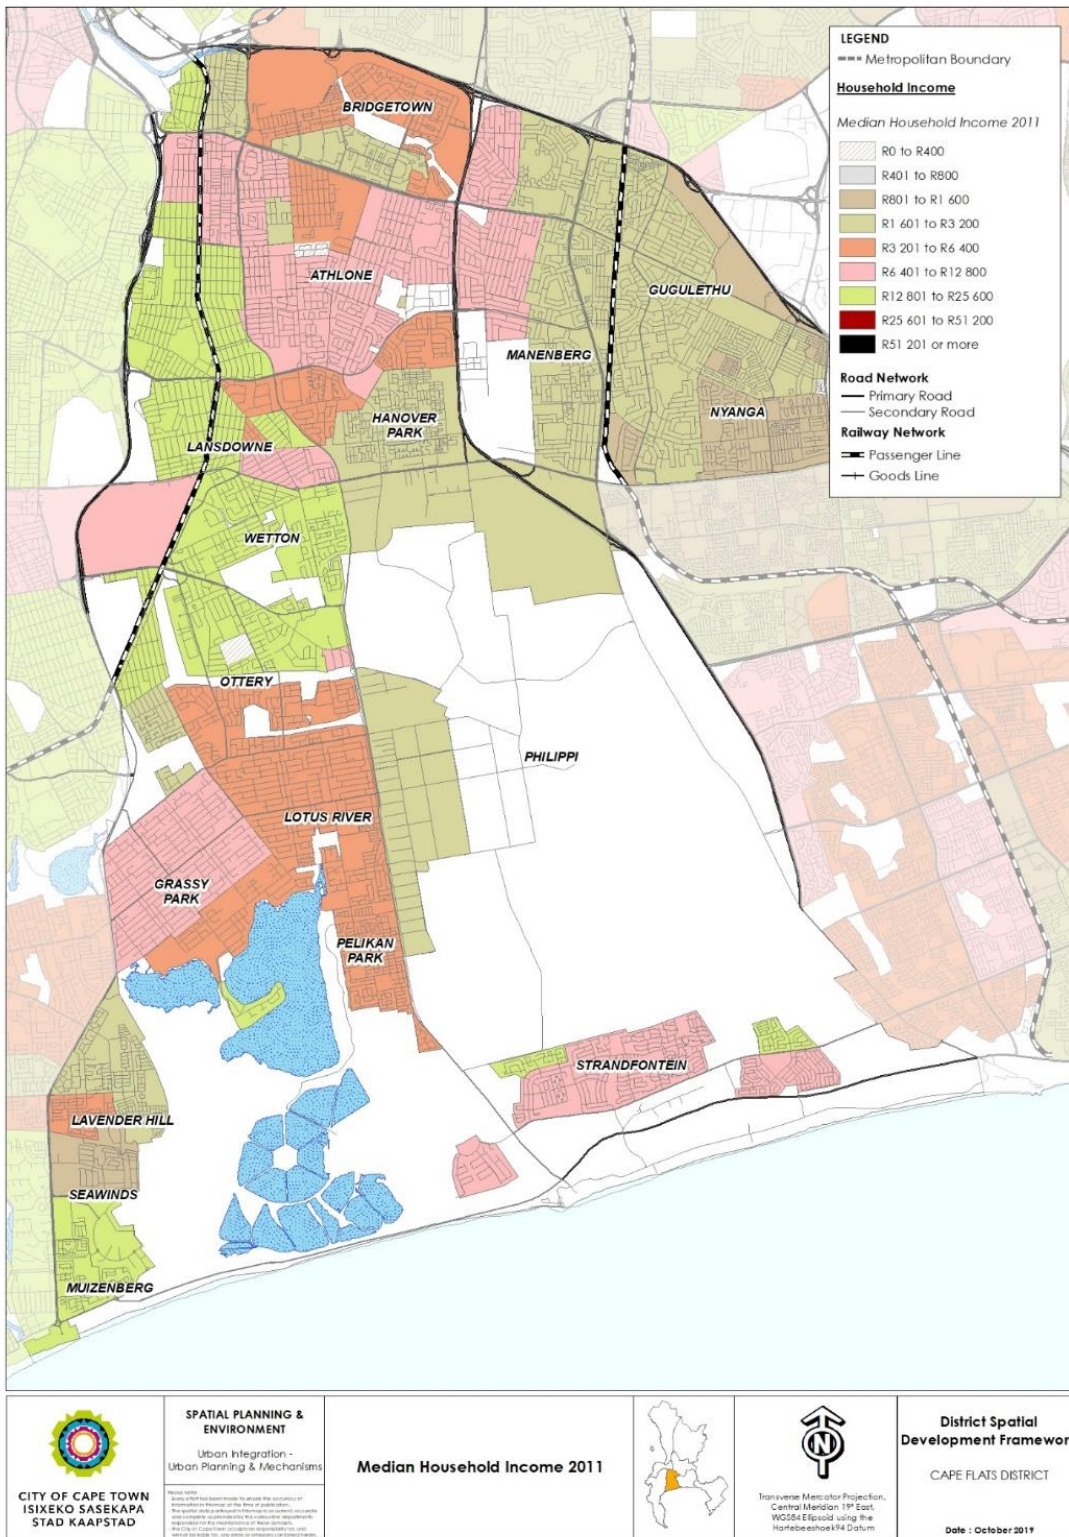 LEGEND
Metropolitan Boundary
Household Income
Median Household Income 2011
R0 to R400
R401 to R800
R801 to R1 600
R1 601 to R3 200
R3 201 to R6 400
R6 401 to R12 800
R12 801 to R25 600
R25 601 to R51 200
R51 201 or more
Road Network
Primary Road
Secondary Road
Railway Network
Passenger Line
Goods Line
BRIDGETOWN
ATHLONE
GUGULETHU
MANENBERG
NYANGA
HANOVER
PARK
LANSDOWNE
WETTON
OTTERY
PHILIPPI
LOTUS RIVER
GRASSY
PARK
PELIKAN
PARK
STRANDFONTEIN
LAVENDER HILL
SEAWINDS
MUIZENBERG
CITY OF CAPE TOWN
ISIXEKO SASEKAPA
STAD KAAPSTAD
SPATIAL PLANNING &
ENVIRONMENT
Urban Integration -
Urban Planning & Mechanisms
Median Household Income 2011
N
Transverse Mercator Projection,
Central Meridian 19° East,
WGS84 Ellipsoid using the
Hartebeeshoek94 Datum
District Spatial
Development Framewor
CAPE FLATS DISTRICT
Date : October 2019